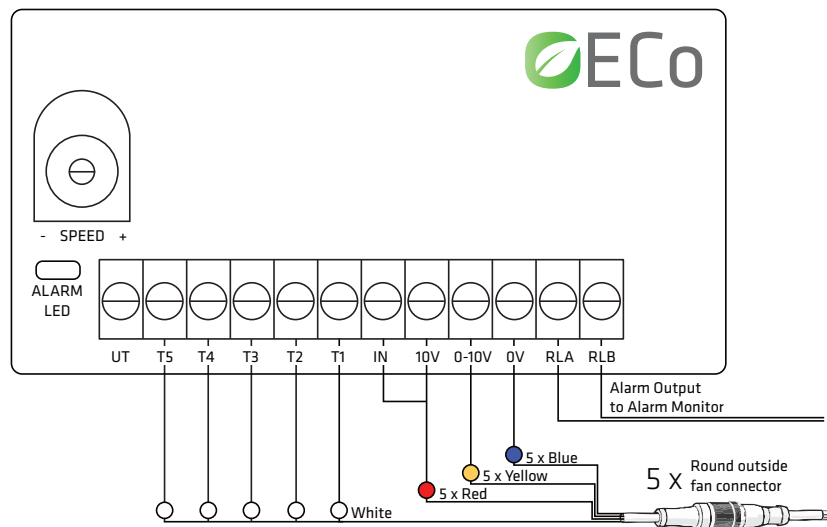 ECo
- SPEED +
ALARM
LED
UT T5 T4 T3 T2 T1 IN 10V 0-10V 0V RLA RLB
Alarm Output
to Alarm Monitor
5 x Blue
5 x Yellow
5 x Red
White
5 x Round outside
fan connector